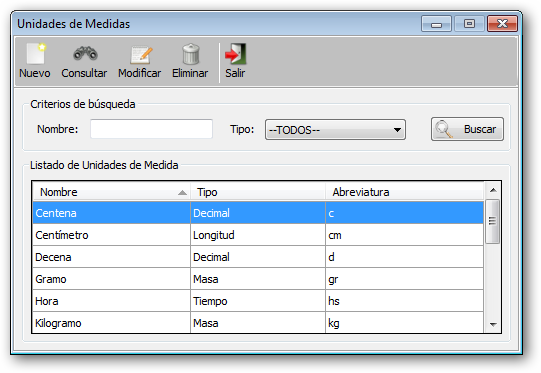 Unidades de Medidas
Nuevo Consultar Modificar Eliminar Salir
Criterios de búsqueda
Nombre: Tipo: --TODOS-- Buscar
Listado de Unidades de Medida
Nombre Tipo Abreviatura
Centena Decimal c
Centímetro Longitud cm
Decena Decimal d
Gramo Masa gr
Hora Tiempo hs
Kilogramo Masa kg